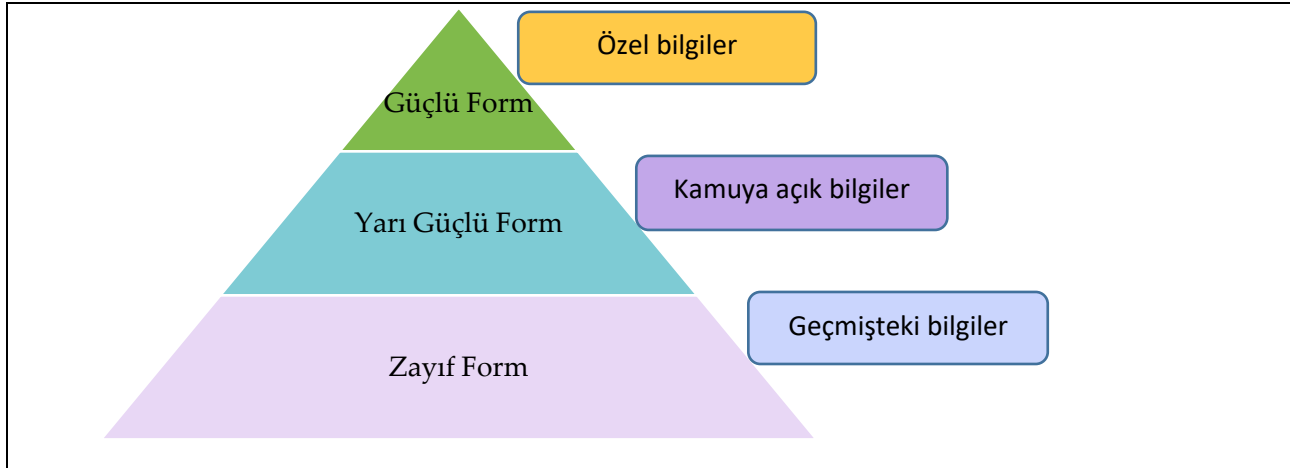 Özel bilgiler
Güçlü Form
Kamuya açık bilgiler
Yarı Güçlü Form
Geçmişteki bilgiler
Zayıf Form